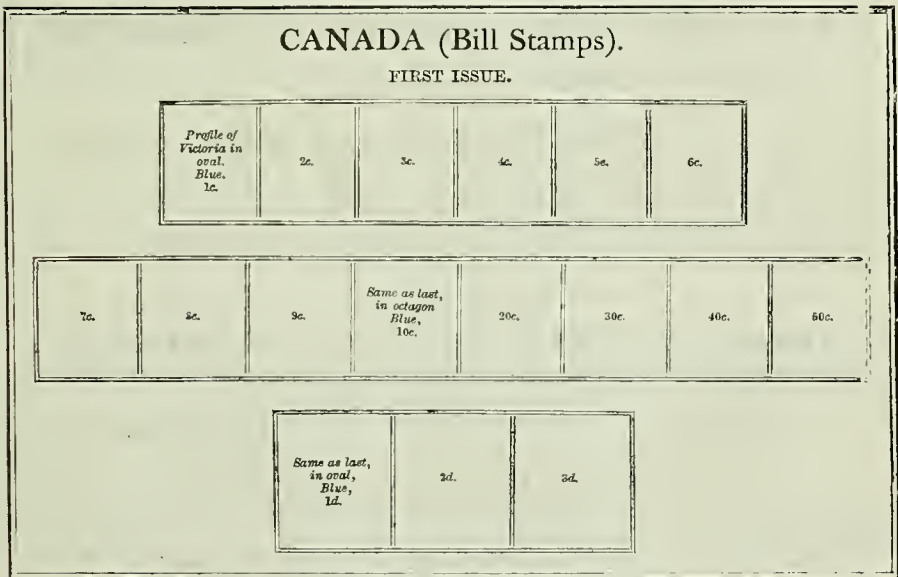 CANADA (Bill Stamps).
FIRST ISSUE.
Profile of
Victoria in
oval.
Blue.
1c.
2c.
3c.
4c.
5c.
6c.
7c.
8c.
9c.
Same as last,
in octagon
Blue,
10c.
20c.
30c.
40c.
50c.
Same as last,
in oval,
Blue,
1d.
2d.
3d.